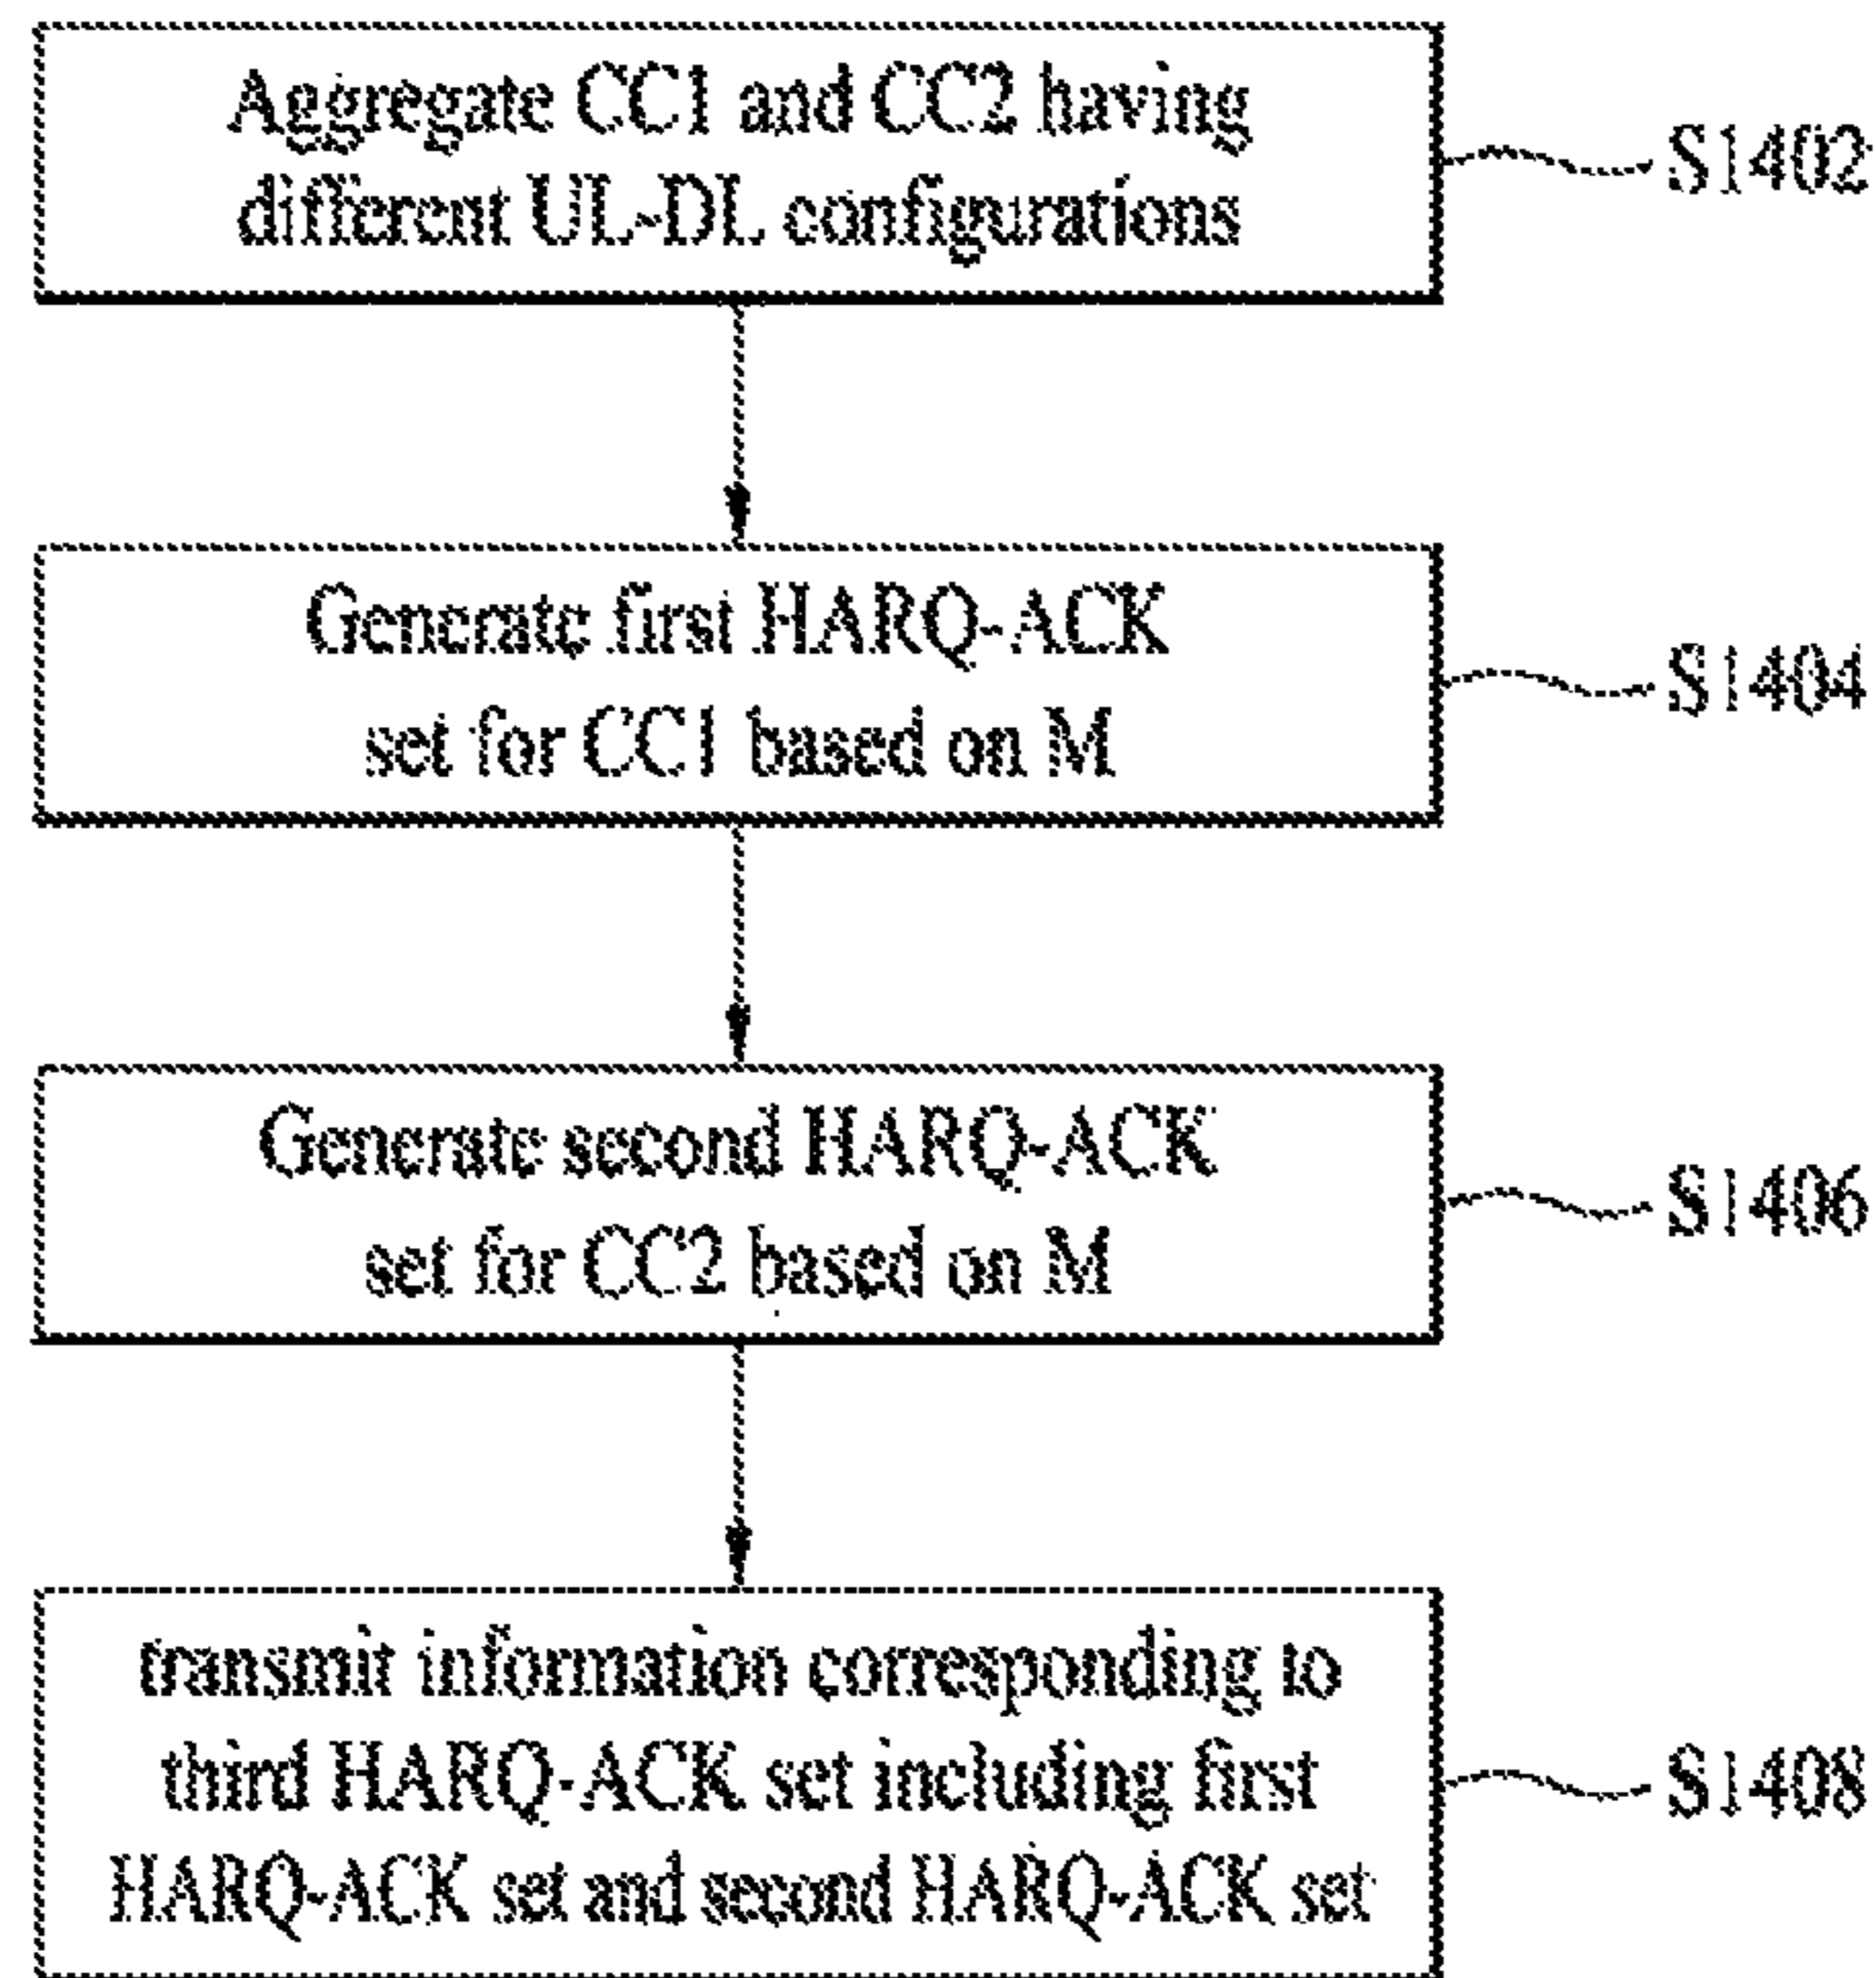 Aggregate CC1 and CC2 having
different UL-DL configurations
S1402
Generate first HARQ-ACK
set for CC1 based on M
S1404
Generate second HARQ-ACK
set for CC2 based on M
S1406
transmit information corresponding to
third HARQ-ACK set including first
HARQ-ACK set and second HARQ-ACK set
S1408